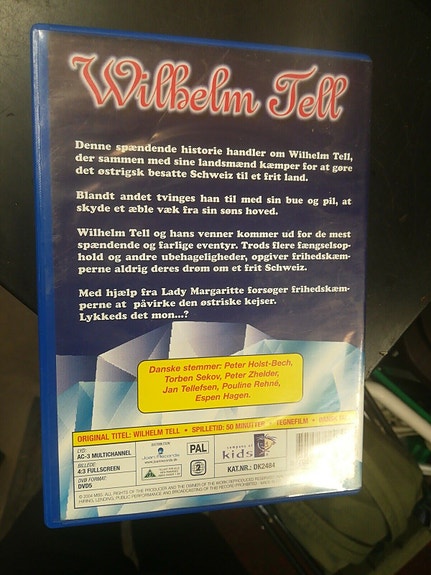 Wilhelm Tell
Denne spændende historie handler om Wilhelm Tell,
der sammen med sine landsmænd kæmper for at gøre
det østrigsk besatte Schweiz til et frit land.
Blandt andet tvinges han til med sin bue og pil, at
skyde et æble væk fra sin søns hoved.
Wilhelm Tell og hans venner kommer ud for de mest
spændende og farlige eventyr. Trods flere fængselsop-
hold og andre ubehageligheder, opgiver frihedskæm-
perne aldrig deres drøm om et frit Schweiz.
Med hjælp fra Lady Margaritte forsøger frihedskæm-
perne at påvirke den østriske kejser.
Lykkeds det mon...?
Danske stemmer: Peter Holst-Bech,
Torben Sekov, Peter Zhelder,
Jan Tellefsen, Pouline Rehné,
Espen Hagen.
ORIGINAL TITEL: WILHELM TELL • SPILLETID: 50 MINUTTER • TEGNEFILM •
LYD:
AC-3 MULTICHANNEL
BILLEDE:
4:3 FULLSCREEN
DVD FORMAT:
DVD5
PAL
2
kids
KAT.NR.: DK2484